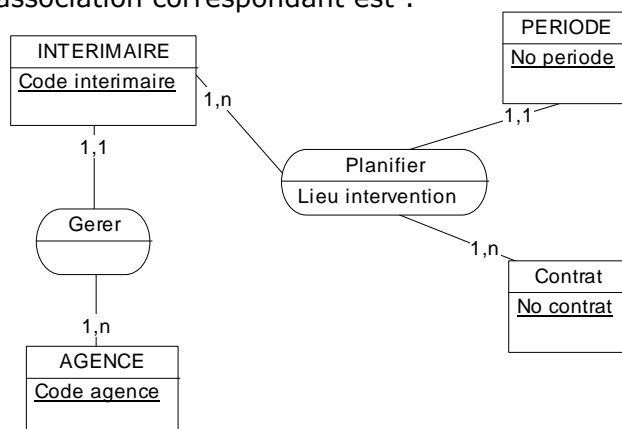 association correspondant est :
PERIODE
No periode
INTERIMAIRE
Code interimaire
1,n
1,1
1,1
Planifier
Lieu intervention
Gerer
1,n
Contrat
No contrat
1,n
AGENCE
Code agence